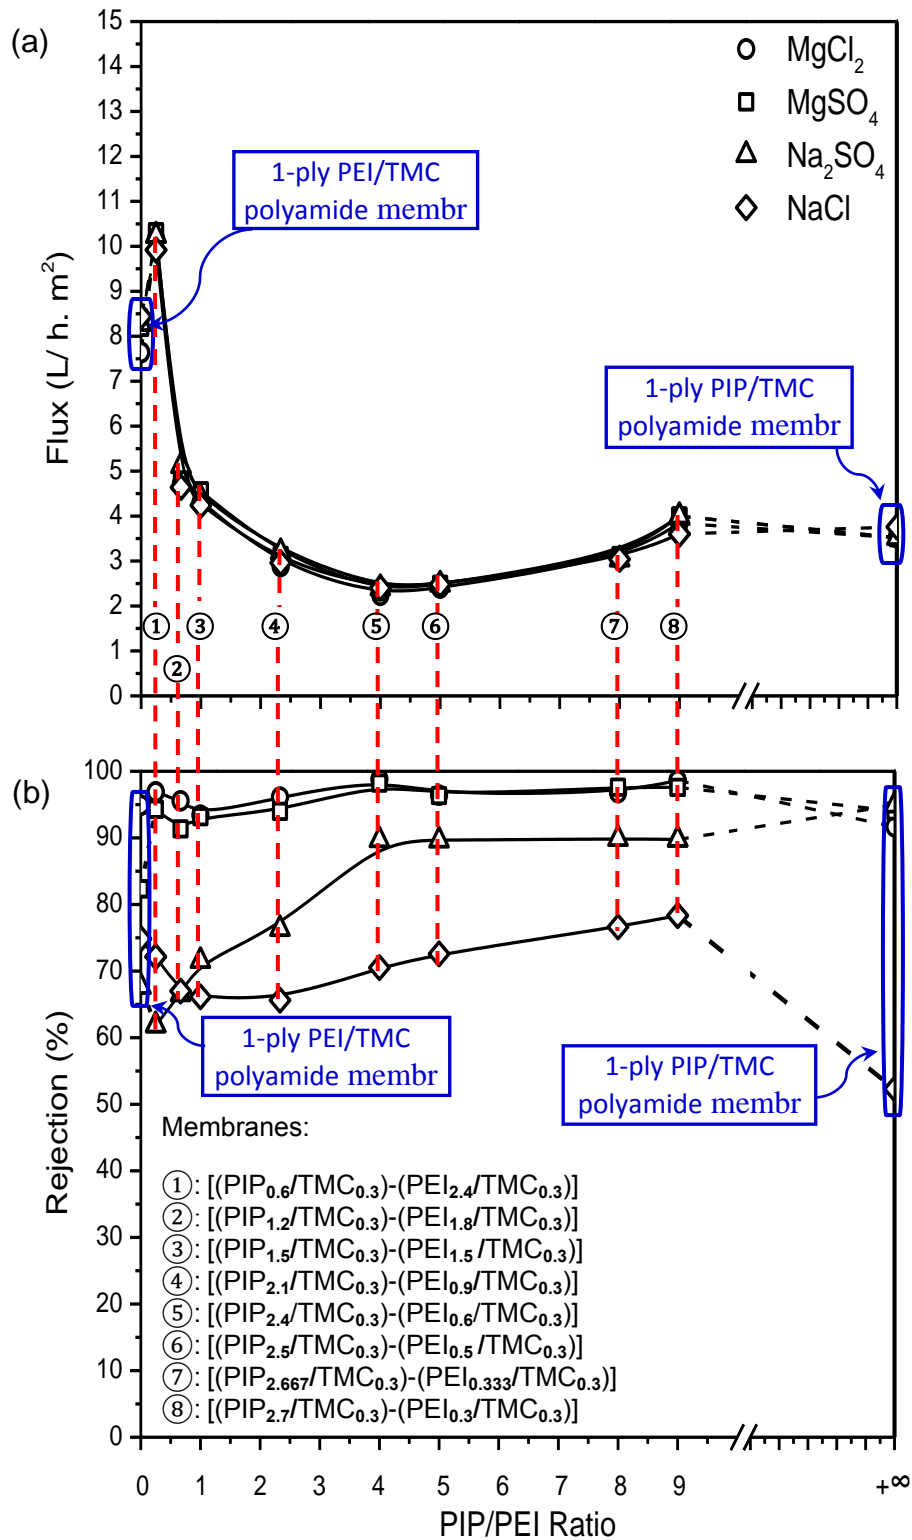 (a)
15
14
13
12
11
10
9
8
7
6
5
4
3
2
1
0
Flux (L/ h. m²)
MgCl₂
MgSO₄
Na₂SO₄
NaCl
1-ply PEI/TMC
polyamide membr
1-ply PIP/TMC
polyamide membr
① ② ③ ④ ⑤ ⑥ ⑦ ⑧
(b)
100
90
80
70
60
50
40
30
20
10
0
Rejection (%)
1-ply PEI/TMC
polyamide membr
1-ply PIP/TMC
polyamide membr
Membranes:
①: [(PIP₀.₆/TMC₀.₃)-(PEI₂.₄/TMC₀.₃)]
②: [(PIP₁.₂/TMC₀.₃)-(PEI₁.₈/TMC₀.₃)]
③: [(PIP₁.₅/TMC₀.₃)-(PEI₁.₅/TMC₀.₃)]
④: [(PIP₂.₁/TMC₀.₃)-(PEI₀.₉/TMC₀.₃)]
⑤: [(PIP₂.₄/TMC₀.₃)-(PEI₀.₆/TMC₀.₃)]
⑥: [(PIP₂.₅/TMC₀.₃)-(PEI₀.₅/TMC₀.₃)]
⑦: [(PIP₂.₆₆₇/TMC₀.₃)-(PEI₀.₃₃₃/TMC₀.₃)]
⑧: [(PIP₂.₇/TMC₀.₃)-(PEI₀.₃/TMC₀.₃)]
0 1 2 3 4 5 6 7 8 9 +∞
PIP/PEI Ratio